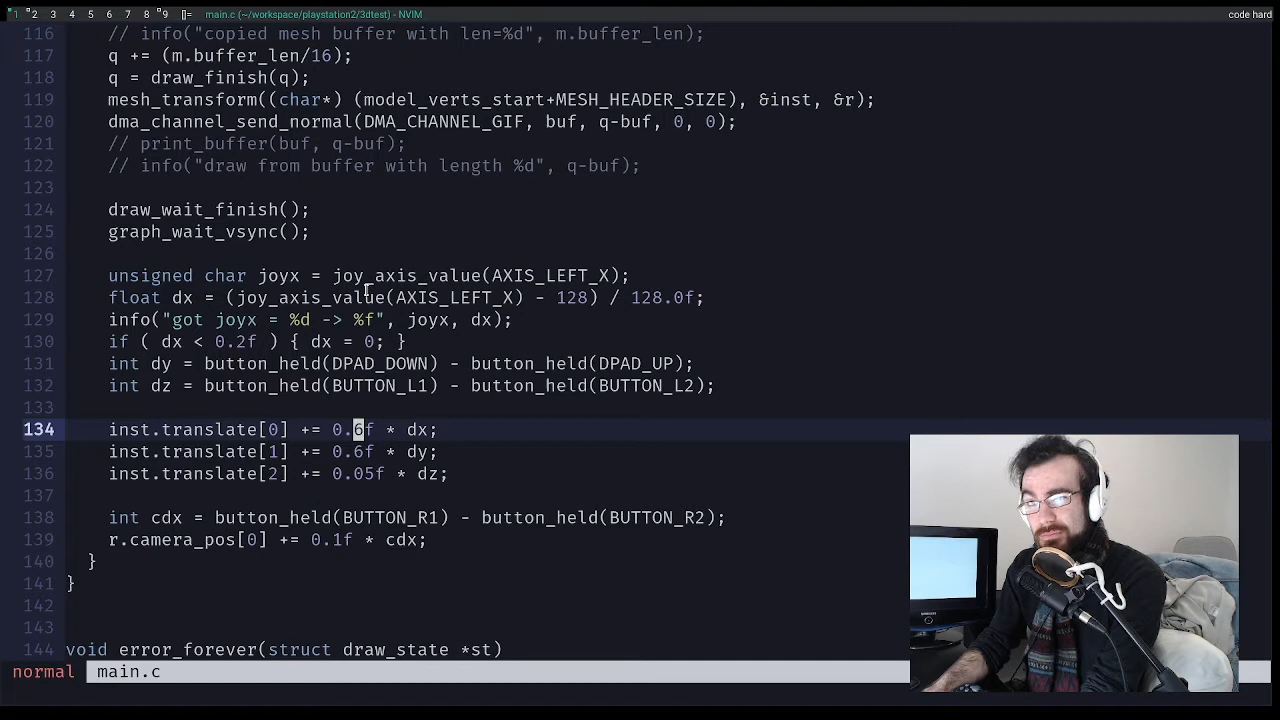 1 2 3 4 5 6 7 8 9 []= main.c (~/workspace/playstation2/3dtest) - NVIM code hard
116 // info("copied mesh buffer with len=%d", m.buffer_len);
117 q += (m.buffer_len/16);
118 q = draw_finish(q);
119 mesh_transform((char*) (model_verts_start+MESH_HEADER_SIZE), &inst, &r);
120 dma_channel_send_normal(DMA_CHANNEL_GIF, buf, q-buf, 0, 0);
121 // print_buffer(buf, q-buf);
122 // info("draw from buffer with length %d", q-buf);
123
124 draw_wait_finish();
125 graph_wait_vsync();
126
127 unsigned char joyx = joy_axis_value(AXIS_LEFT_X);
128 float dx = (joy_axis_value(AXIS_LEFT_X) - 128) / 128.0f;
129 info("got joyx = %d -> %f", joyx, dx);
130 if ( dx < 0.2f ) { dx = 0; }
131 int dy = button_held(DPAD_DOWN) - button_held(DPAD_UP);
132 int dz = button_held(BUTTON_L1) - button_held(BUTTON_L2);
133
134 inst.translate[0] += 0.6f * dx;
135 inst.translate[1] += 0.6f * dy;
136 inst.translate[2] += 0.05f * dz;
137
138 int cdx = button_held(BUTTON_R1) - button_held(BUTTON_R2);
139 r.camera_pos[0] += 0.1f * cdx;
140 }
141 }
142
143
144 void error_forever(struct draw_state *st)
normal main.c